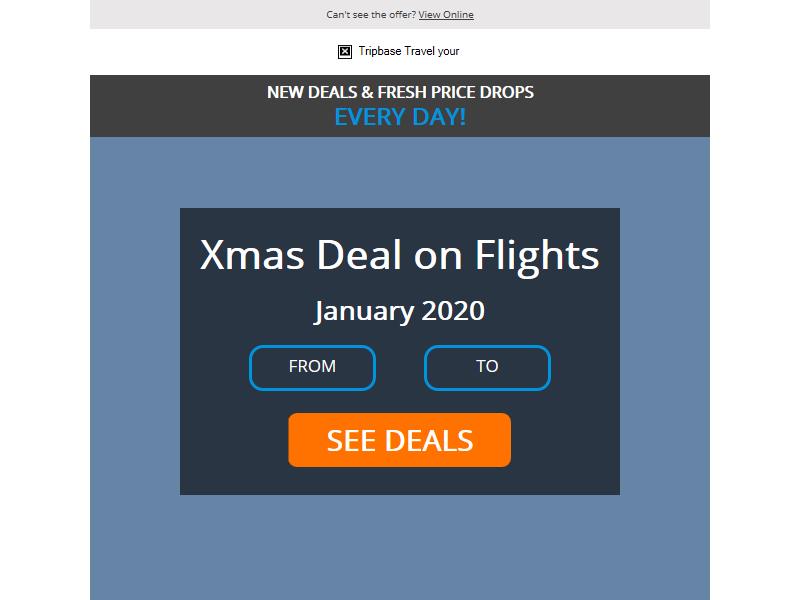 Can't see the offer? View Online
Tripbase Travel your
NEW DEALS & FRESH PRICE DROPS
EVERY DAY!
Xmas Deal on Flights
January 2020
FROM TO
SEE DEALS